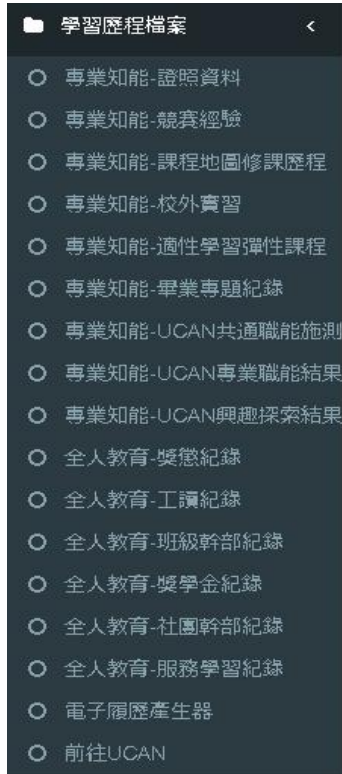 學習歷程檔案
專業知能-證照資料
專業知能-競賽經驗
專業知能-課程地圖修課歷程
專業知能-校外實習
專業知能-適性學習彈性課程
專業知能-畢業專題紀錄
專業知能-UCAN共通職能施測
專業知能-UCAN專業職能結果
專業知能-UCAN興趣探索結果
全人教育-獎懲紀錄
全人教育-工讀紀錄
全人教育-班級幹部紀錄
全人教育-獎學金紀錄
全人教育-社團幹部紀錄
全人教育-服務學習紀錄
電子履歷產生器
前往UCAN